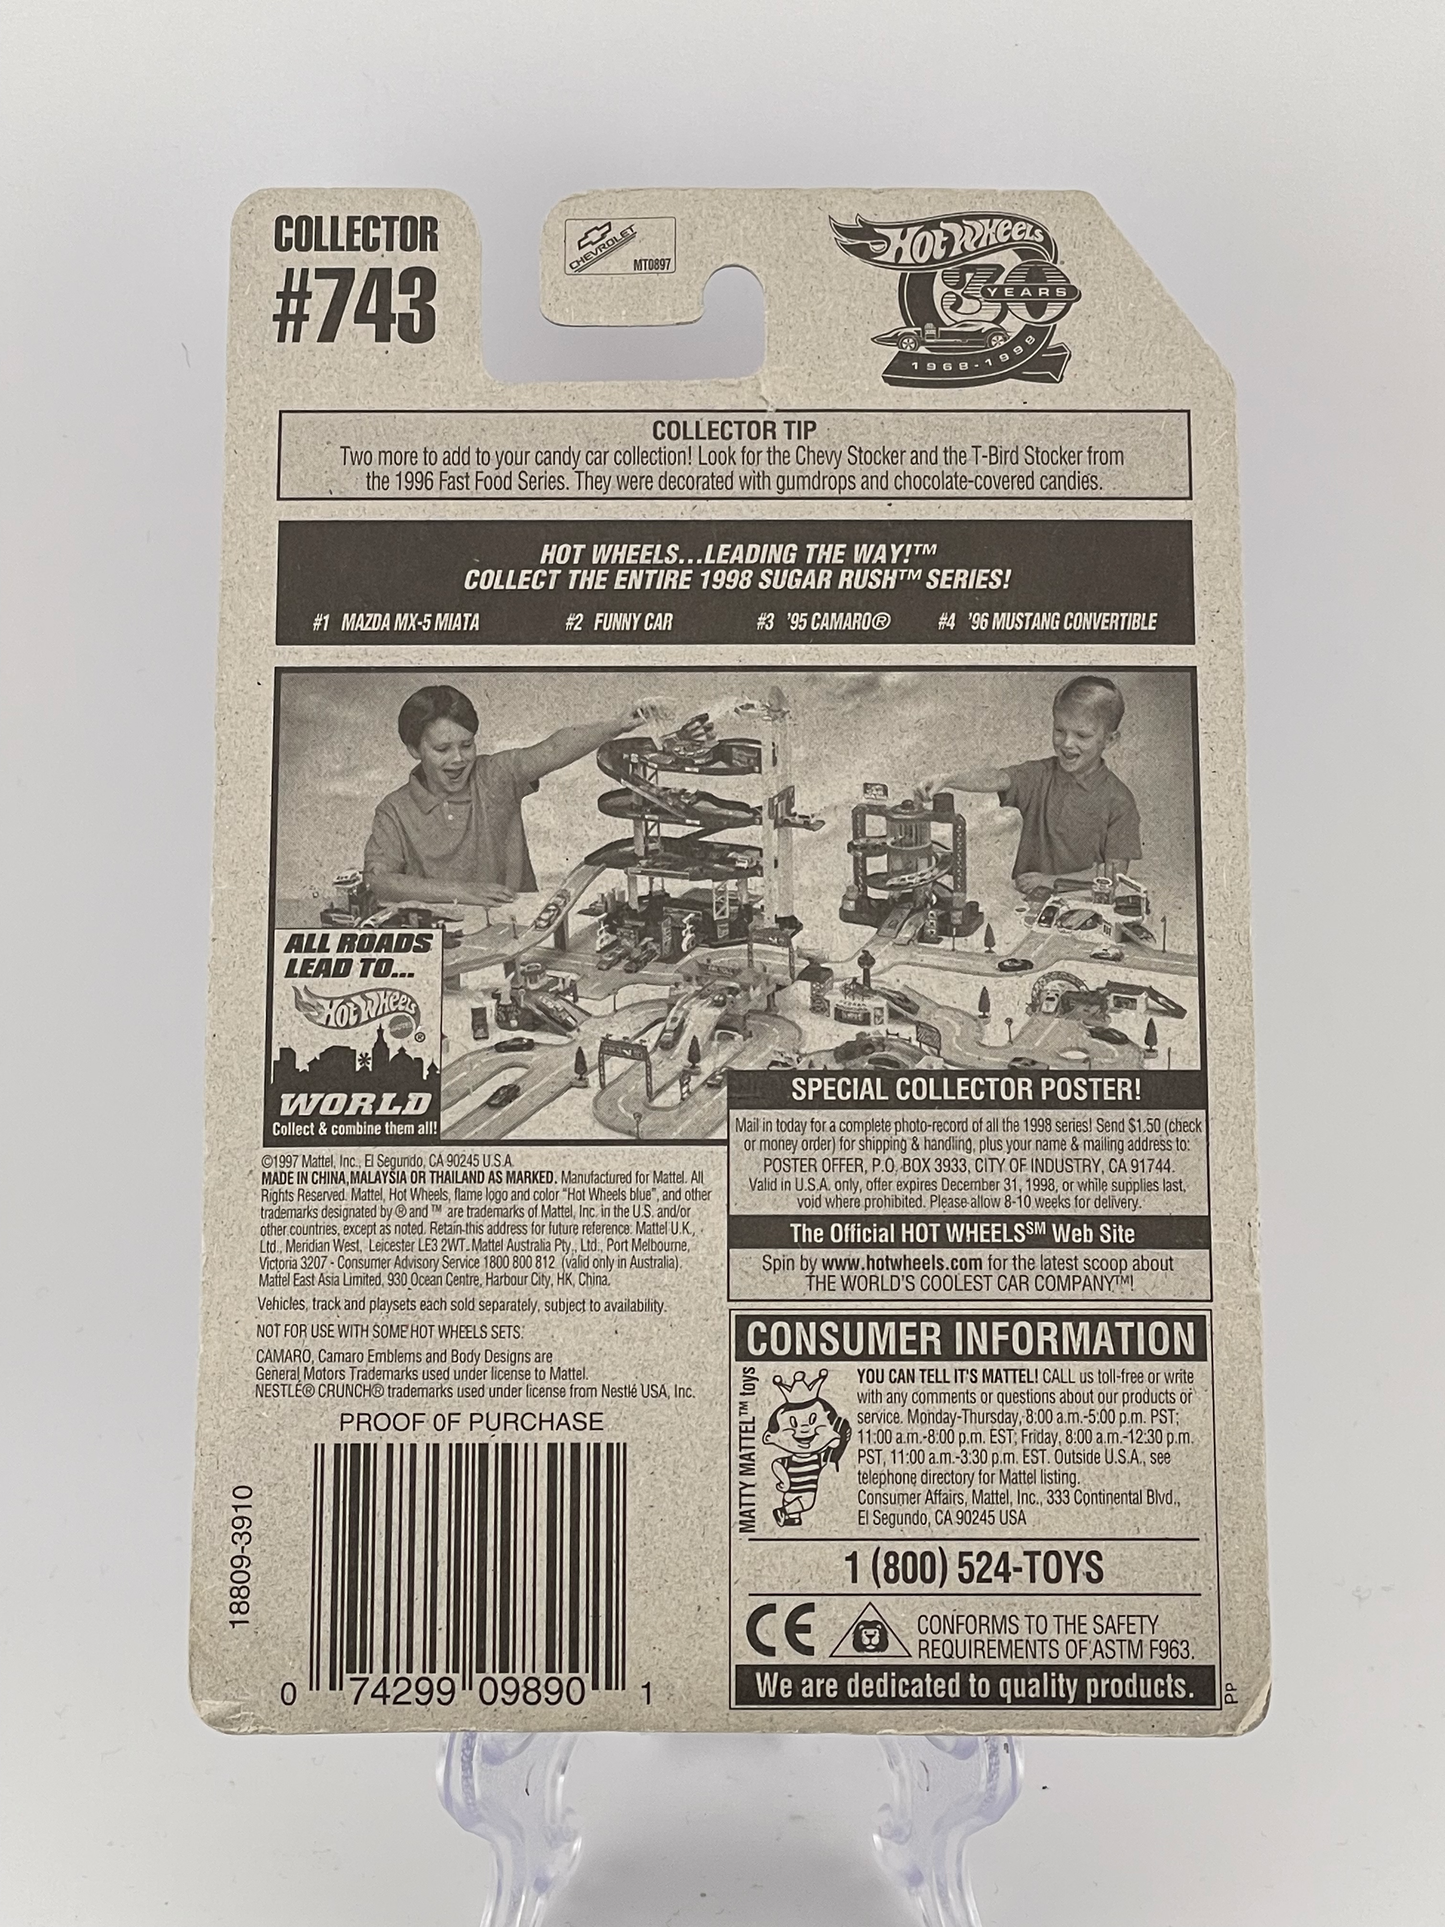 COLLECTOR
#743
CHEVROLET
MT0897
Hot Wheels
30 YEARS
1968-1998
COLLECTOR TIP
Two more to add to your candy car collection! Look for the Chevy Stocker and the T-Bird Stocker from
the 1996 Fast Food Series. They were decorated with gumdrops and chocolate-covered candies.
HOT WHEELS...LEADING THE WAY!™
COLLECT THE ENTIRE 1998 SUGAR RUSH™ SERIES!
#1 MAZDA MX-5 MIATA #2 FUNNY CAR #3 '95 CAMARO® #4 '96 MUSTANG CONVERTIBLE
ALL ROADS
LEAD TO...
Hot Wheels®
WORLD
Collect & combine them all!
SPECIAL COLLECTOR POSTER!
Mail in today for a complete photo-record of all the 1998 series! Send $1.50 (check
or money order) for shipping & handling, plus your name & mailing address to:
POSTER OFFER, P.O. BOX 3933, CITY OF INDUSTRY, CA 91744.
Valid in U.S.A. only, offer expires December 31, 1998, or while supplies last,
void where prohibited. Please allow 8-10 weeks for delivery.
The Official HOT WHEELS℠ Web Site
Spin by www.hotwheels.com for the latest scoop about
THE WORLD'S COOLEST CAR COMPANY™!
©1997 Mattel, Inc., El Segundo, CA 90245 U.S.A.
MADE IN CHINA, MALAYSIA OR THAILAND AS MARKED. Manufactured for Mattel. All
Rights Reserved. Mattel, Hot Wheels, flame logo and color "Hot Wheels blue", and other
trademarks designated by ® and ™ are trademarks of Mattel, Inc. in the U.S. and/or
other countries, except as noted. Retain this address for future reference: Mattel U.K.,
Ltd., Meridian West, Leicester LE3 2WT. Mattel Australia Pty., Ltd., Port Melbourne,
Victoria 3207 - Consumer Advisory Service 1800 800 812 (valid only in Australia).
Mattel East Asia Limited, 930 Ocean Centre, Harbour City, HK, China.
Vehicles, track and playsets each sold separately, subject to availability.
NOT FOR USE WITH SOME HOT WHEELS SETS.
CAMARO, Camaro Emblems and Body Designs are
General Motors Trademarks used under license to Mattel.
NESTLÉ® CRUNCH® trademarks used under license from Nestlé USA, Inc.
PROOF OF PURCHASE
18809-3910
0 74299 09890 1
CONSUMER INFORMATION
MATTY MATTEL™ toys
YOU CAN TELL IT'S MATTEL! CALL us toll-free or write
with any comments or questions about our products or
service. Monday-Thursday, 8:00 a.m.-5:00 p.m. PST;
11:00 a.m.-8:00 p.m. EST; Friday, 8:00 a.m.-12:30 p.m.
PST, 11:00 a.m.-3:30 p.m. EST. Outside U.S.A., see
telephone directory for Mattel listing.
Consumer Affairs, Mattel, Inc., 333 Continental Blvd.,
El Segundo, CA 90245 USA
1 (800) 524-TOYS
CE
CONFORMS TO THE SAFETY
REQUIREMENTS OF ASTM F963.
We are dedicated to quality products.
PP